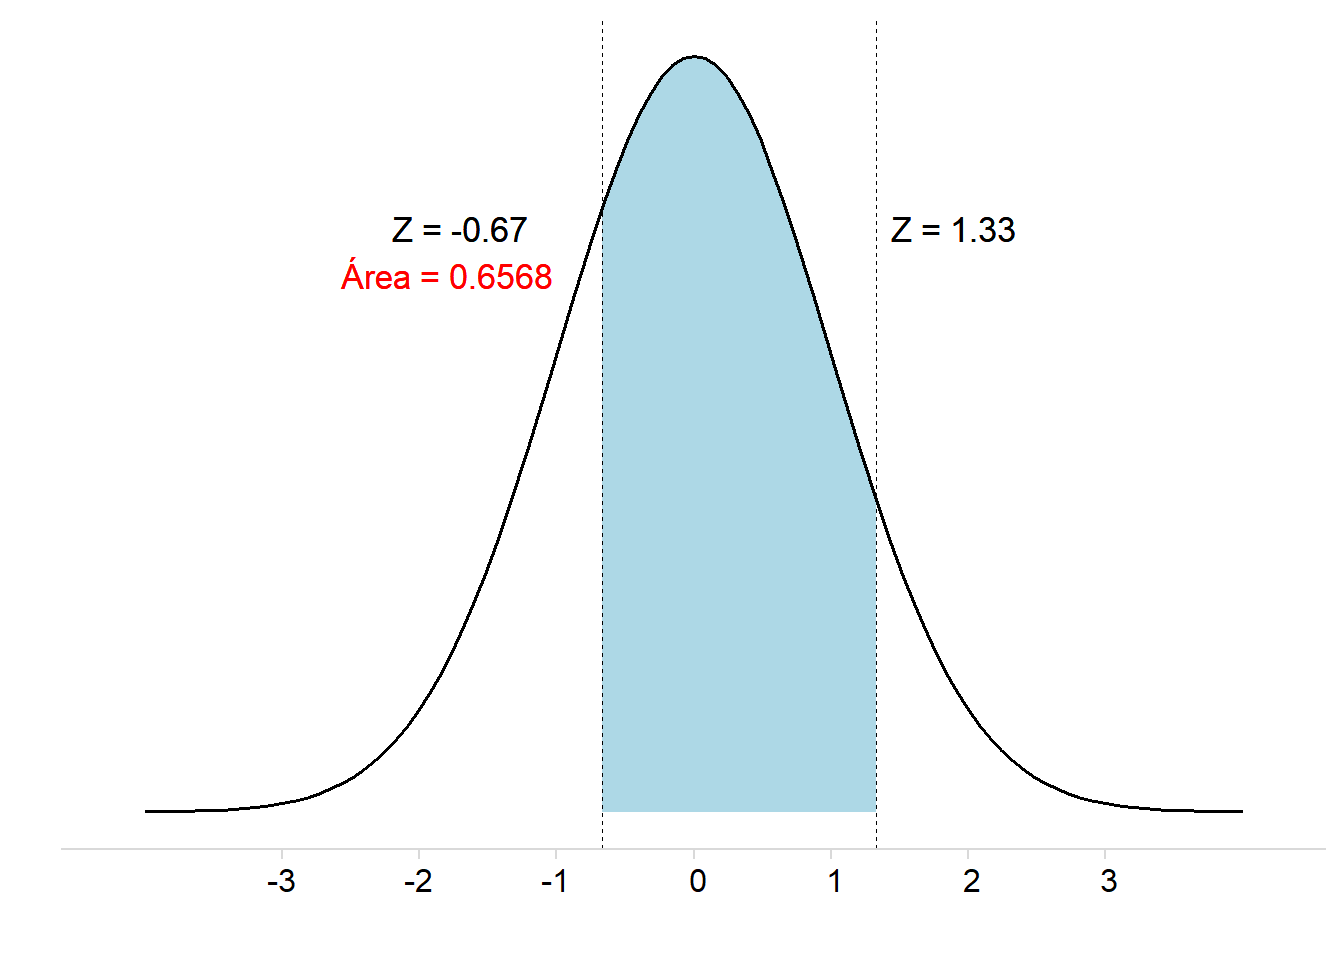 Z = -0.67
Z = 1.33
Área = 0.6568
-3 -2 -1 0 1 2 3